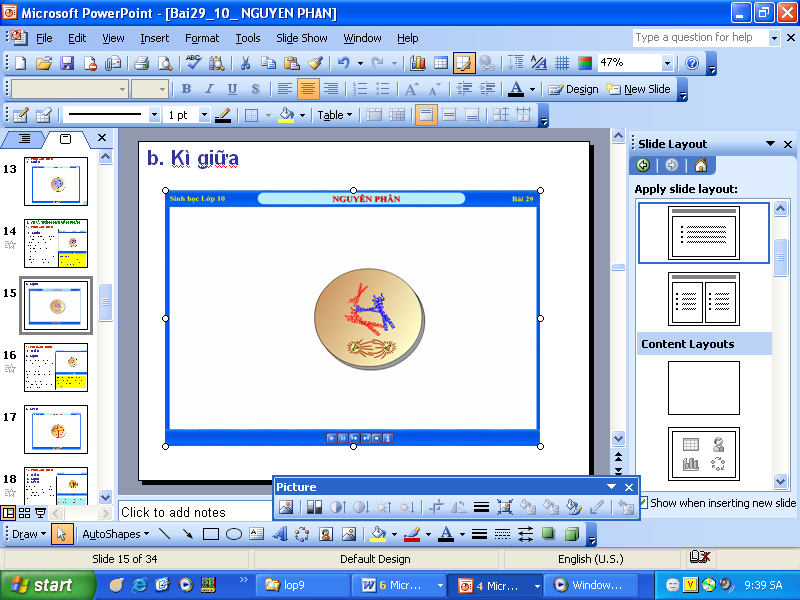 Microsoft PowerPoint - [Bai29_10_ NGUYEN PHAN]
File Edit View Insert Format Tools Slide Show Window Help
Type a question for help
47%
B I U S A A A Design New Slide
1 pt Table
13
14
15
16
17
18
b. Kì giữa
Sinh học Lớp 10 NGUYÊN PHÂN Bài 29
Slide Layout
Apply slide layout:
Content Layouts
Show when inserting new slide
Picture
Click to add notes
Draw AutoShapes
Slide 15 of 34 Default Design English (U.S.)
start lop9 6 Micr... 4 Micr... Window... V 9:39 SA